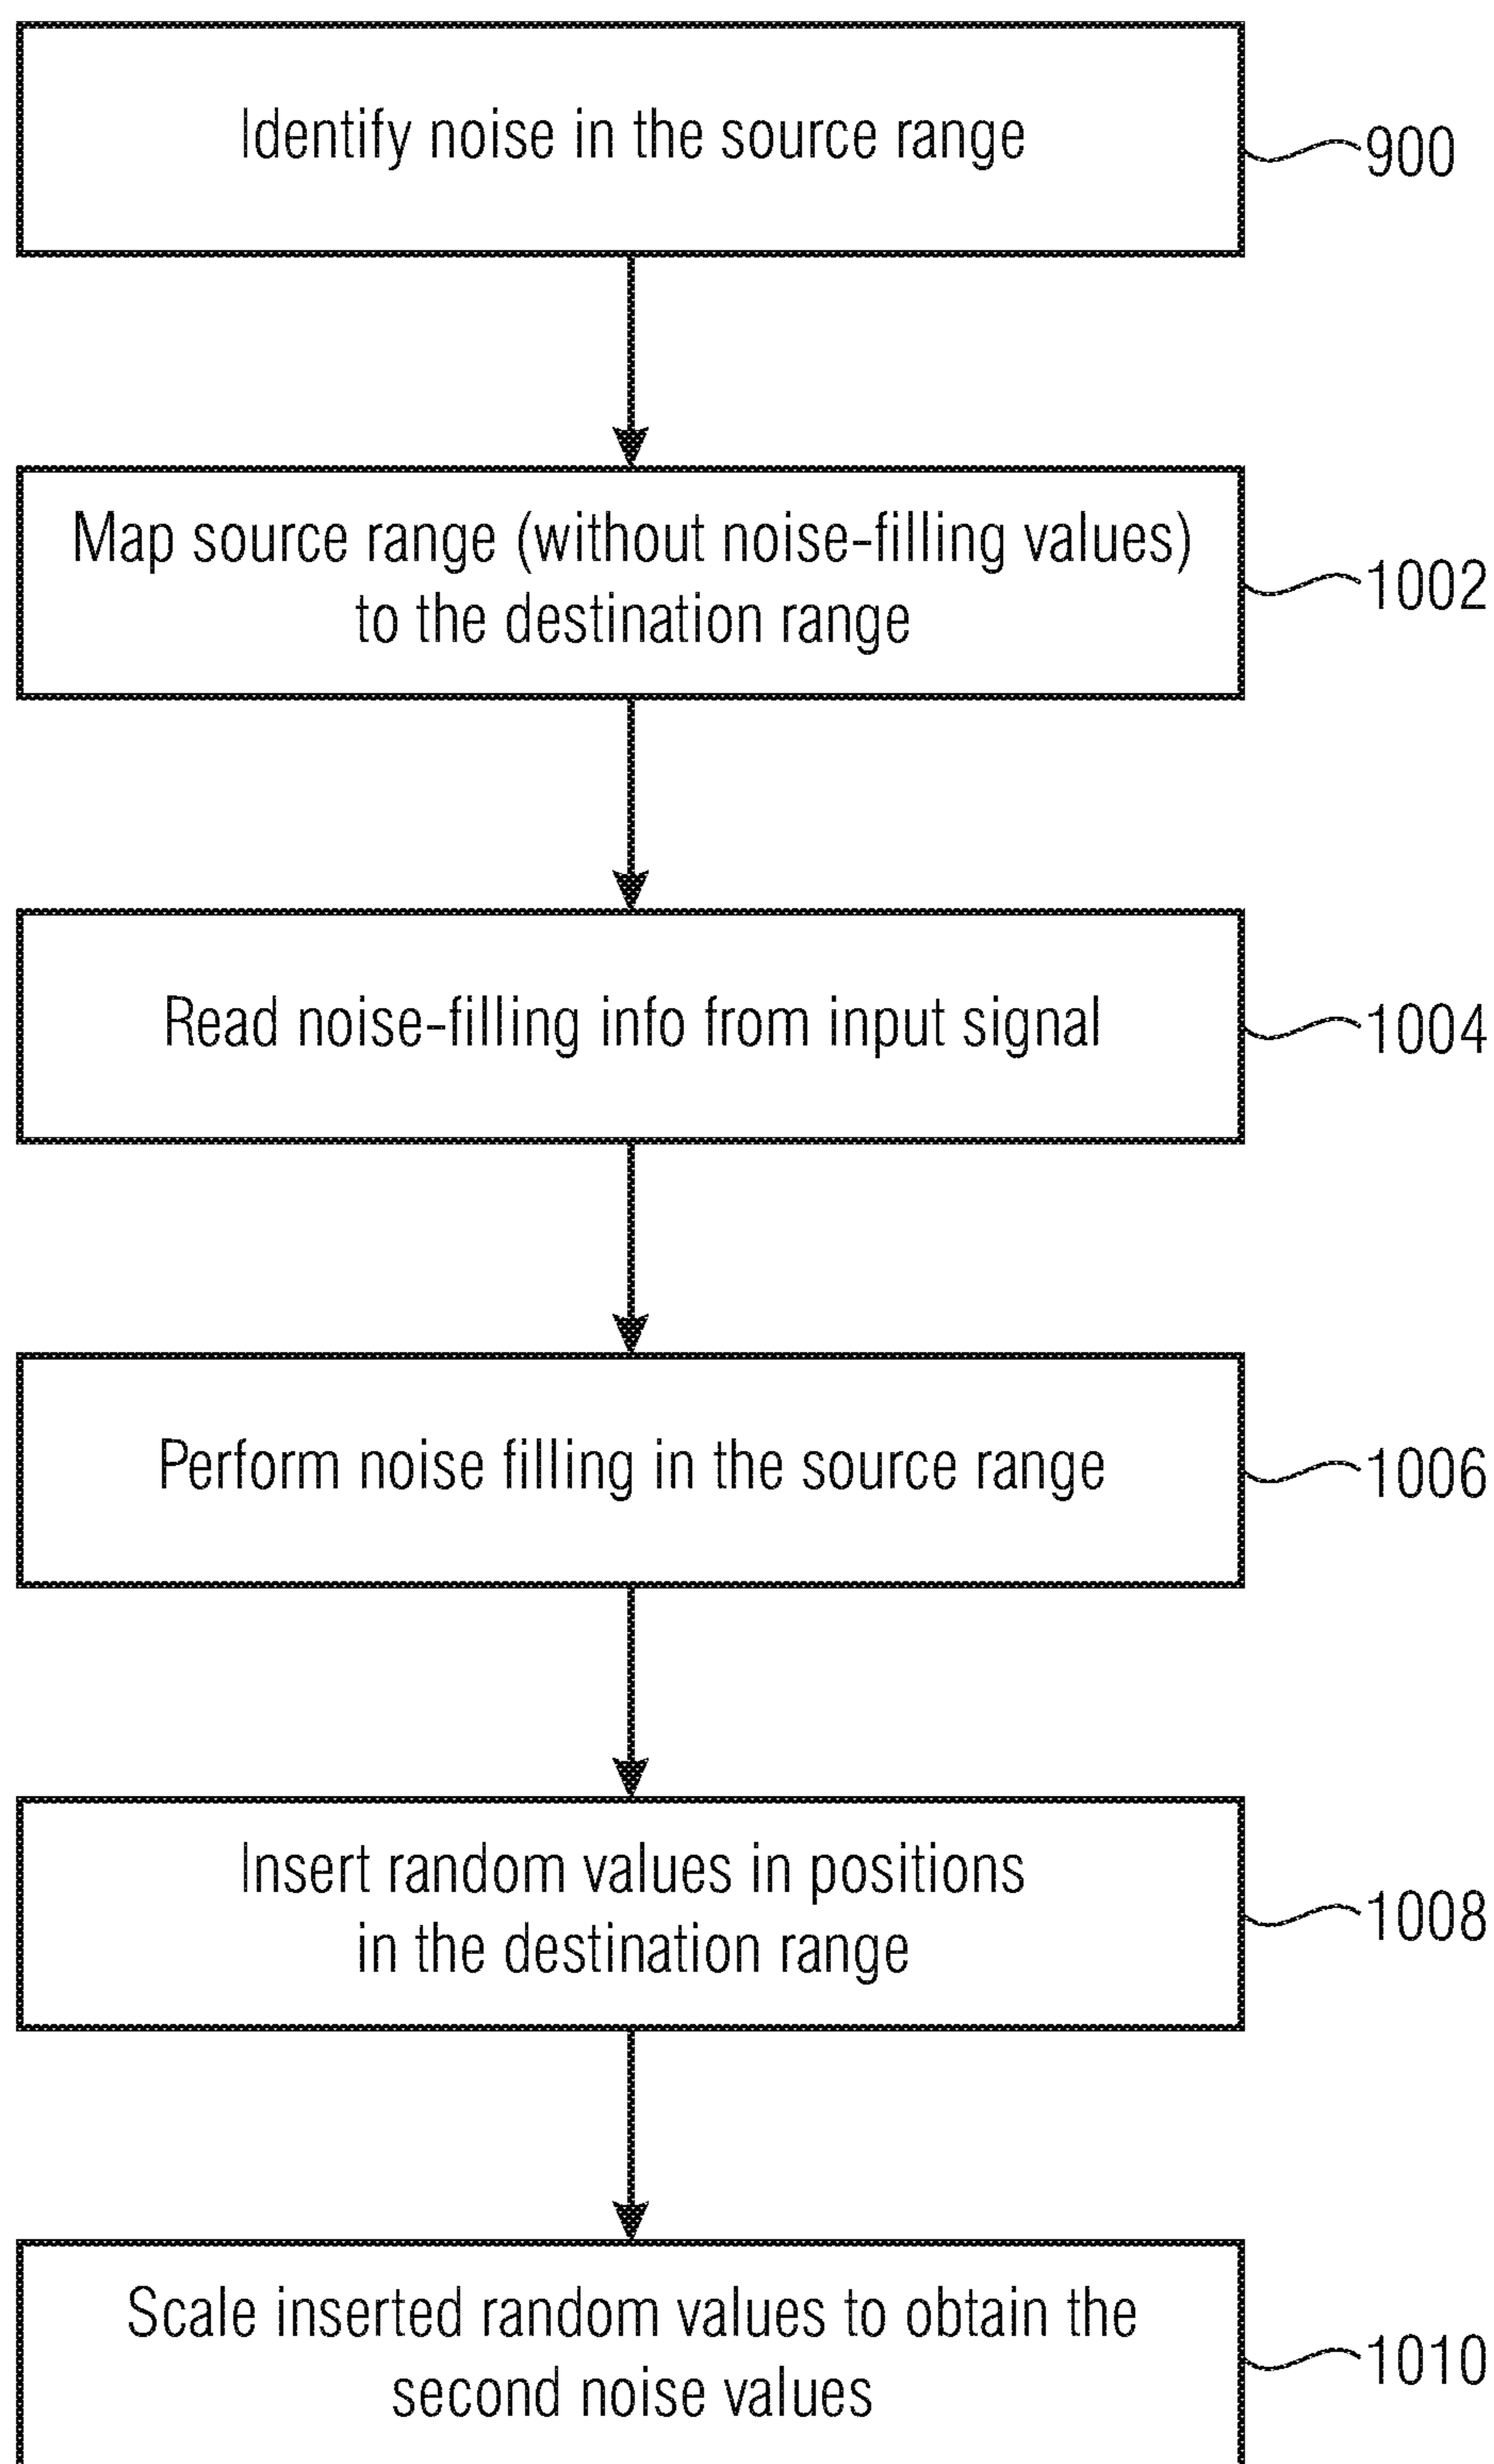 Identify noise in the source range
900
Map source range (without noise-filling values)
to the destination range
1002
Read noise-filling info from input signal
1004
Perform noise filling in the source range
1006
Insert random values in positions
in the destination range
1008
Scale inserted random values to obtain the
second noise values
1010